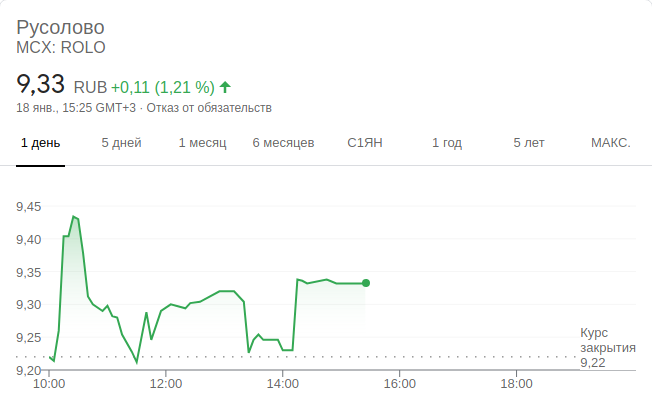 Русолово
MCX: ROLO
9,33 RUB +0,11 (1,21 %)
18 янв., 15:25 GMT+3 · Отказ от обязательств
1 день 5 дней 1 месяц 6 месяцев С1ЯН 1 год 5 лет МАКС.
9,45
9,40
9,35
9,30
9,25
9,20
Курс
закрытия
9,22
10:00 12:00 14:00 16:00 18:00